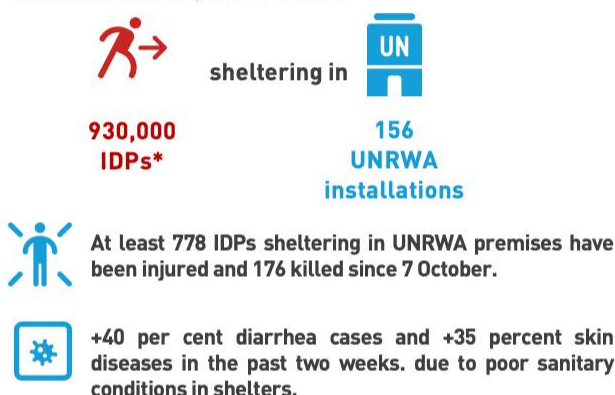 UN
sheltering in
930,000
IDPs*
156
UNRWA
installations
At least 778 IDPs sheltering in UNRWA premises have
been injured and 176 killed since 7 October.
+40 per cent diarrhea cases and +35 percent skin
diseases in the past two weeks. due to poor sanitary
conditions in shelters.